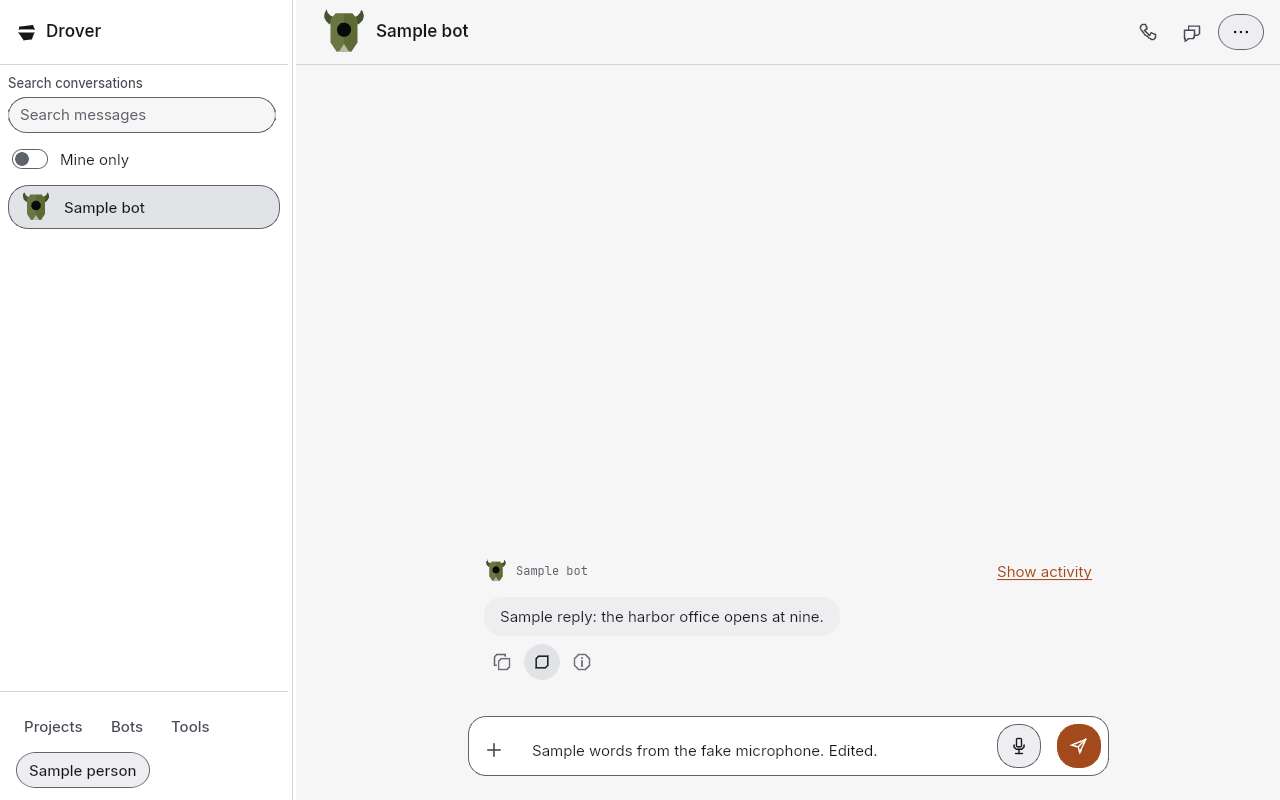 Drover
Search conversations
Search messages
Mine only
Sample bot
Projects Bots Tools
Sample person
Sample bot
Sample bot
Show activity
Sample reply: the harbor office opens at nine.
Sample words from the fake microphone. Edited.